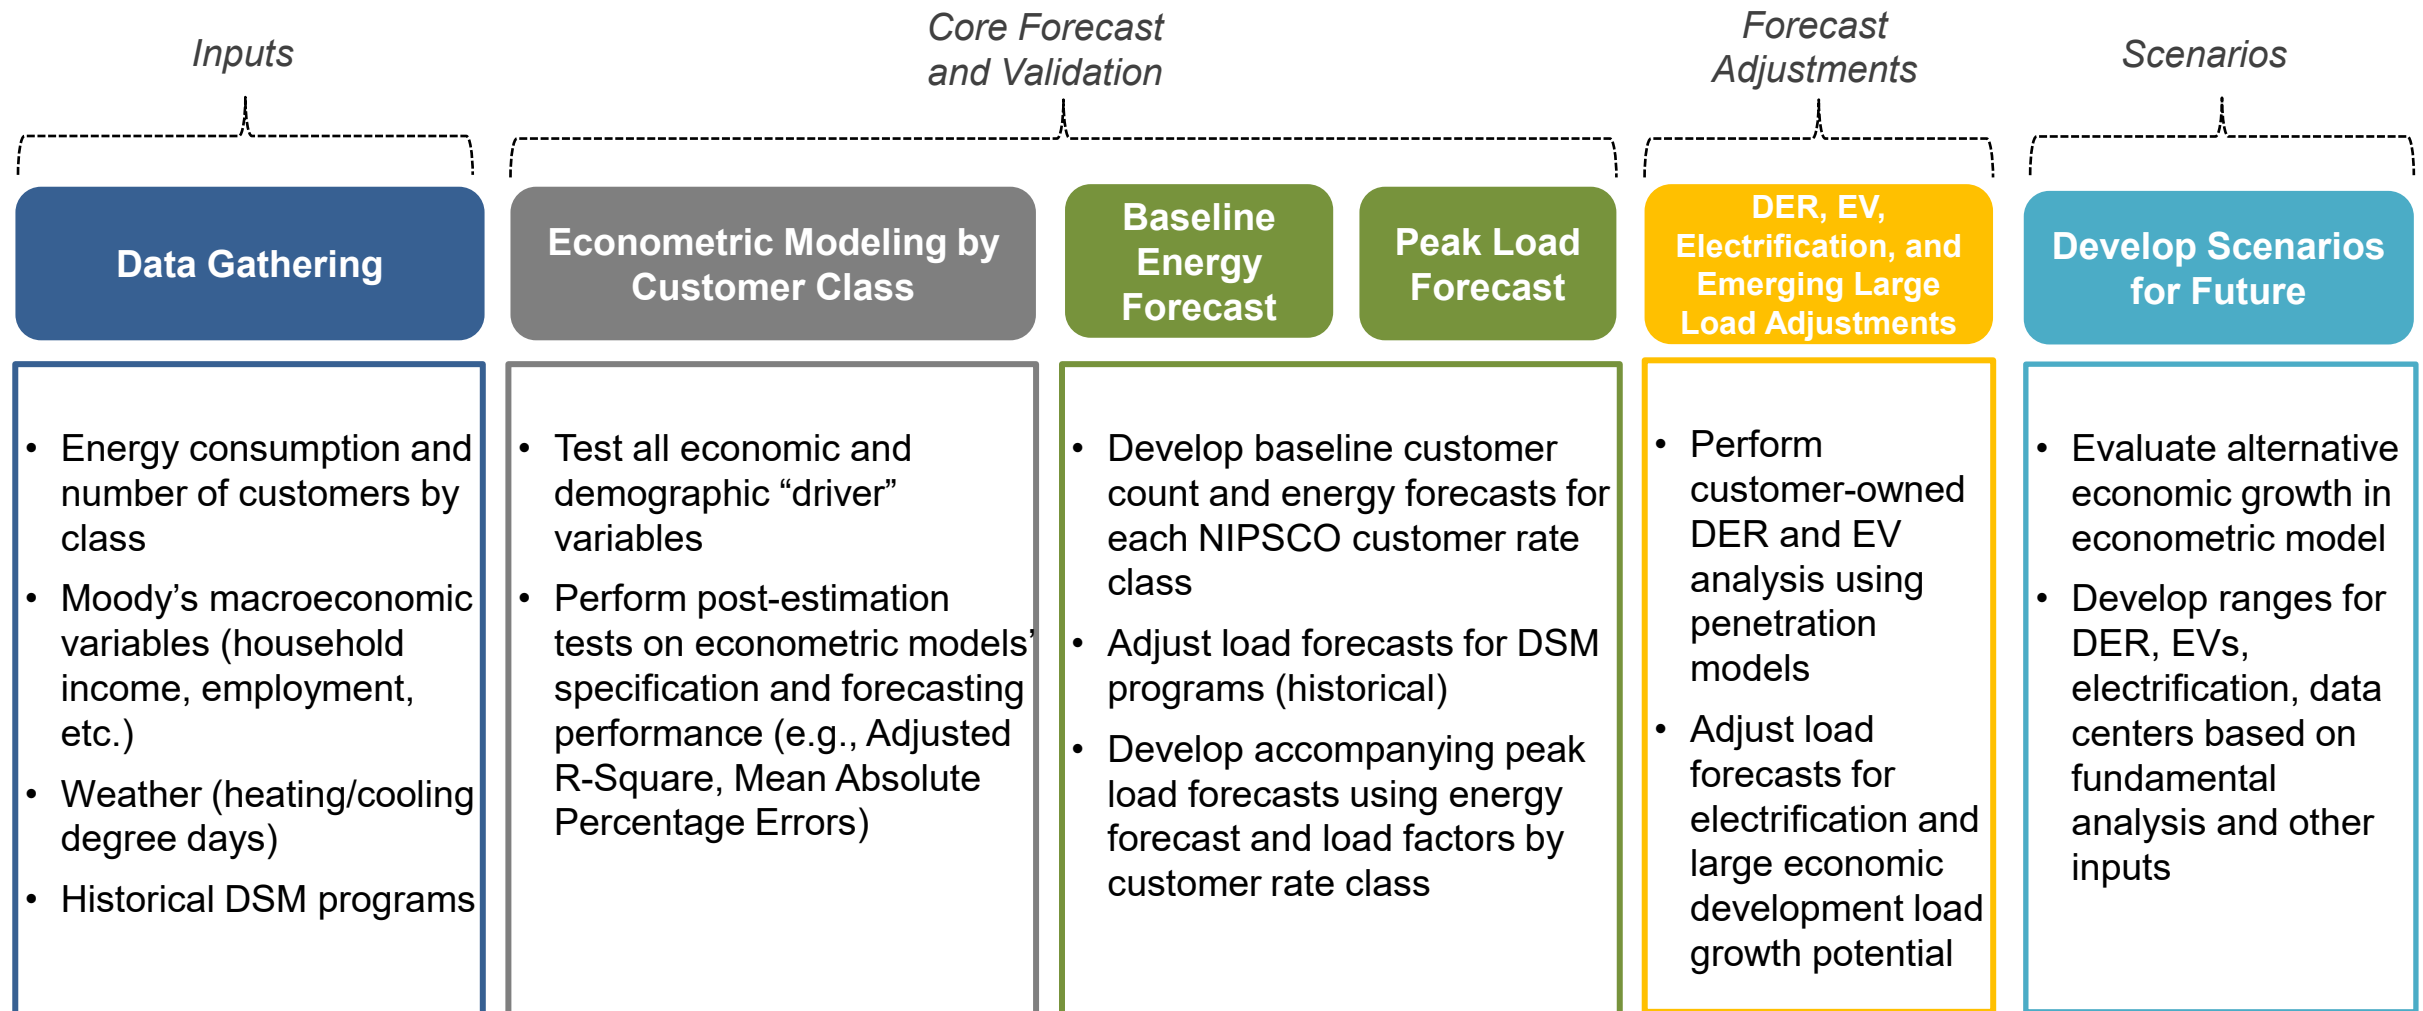 Inputs
Core Forecast
and Validation
Forecast
Adjustments
Scenarios
Data Gathering
Econometric Modeling by
Customer Class
Baseline
Energy
Forecast
Peak Load
Forecast
DER, EV,
Electrification, and
Emerging Large
Load Adjustments
Develop Scenarios
for Future
• Energy consumption and
number of customers by
class
• Moody’s macroeconomic
variables (household
income, employment,
etc.)
• Weather (heating/cooling
degree days)
• Historical DSM programs
• Test all economic and
demographic “driver”
variables
• Perform post-estimation
tests on econometric models’
specification and forecasting
performance (e.g., Adjusted
R-Square, Mean Absolute
Percentage Errors)
• Develop baseline customer
count and energy forecasts for
each NIPSCO customer rate
class
• Adjust load forecasts for DSM
programs (historical)
• Develop accompanying peak
load forecasts using energy
forecast and load factors by
customer rate class
• Perform
customer-owned
DER and EV
analysis using
penetration
models
• Adjust load
forecasts for
electrification and
large economic
development load
growth potential
• Evaluate alternative
economic growth in
econometric model
• Develop ranges for
DER, EVs,
electrification, data
centers based on
fundamental
analysis and other
inputs